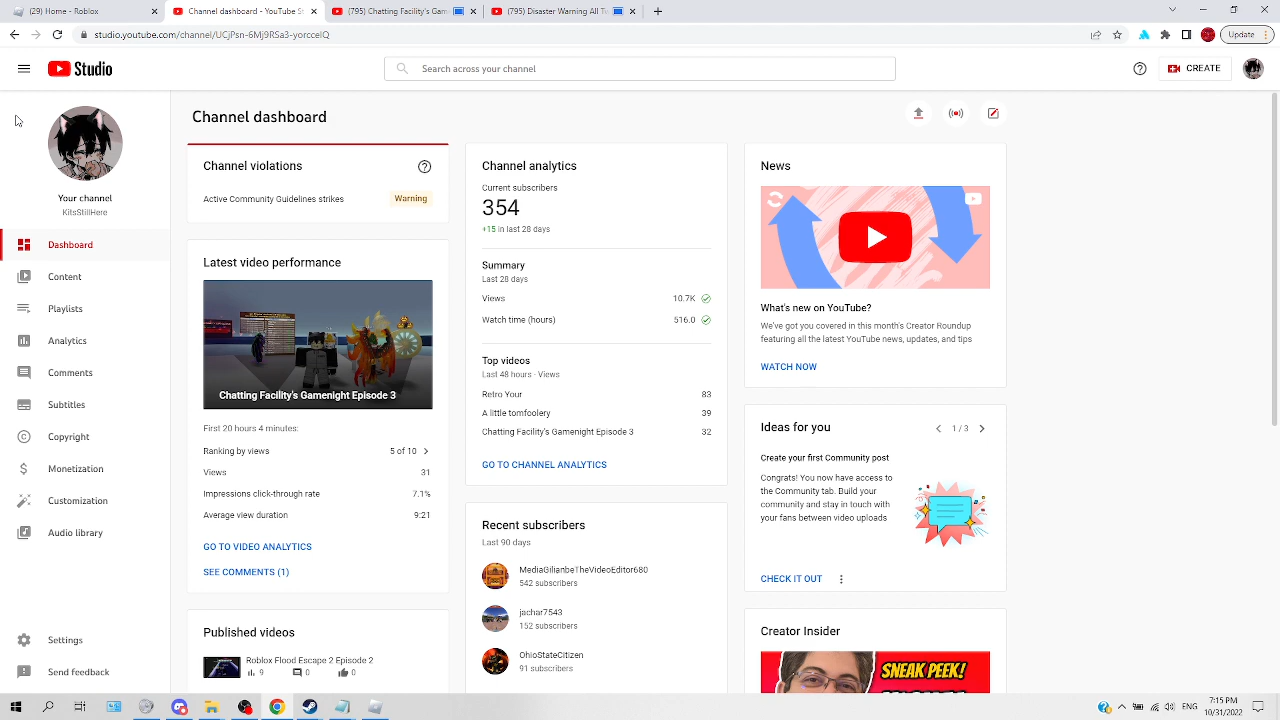 (29) Home - Roblox
YouTube
Channel dashboard - YouTube S
(795) Chatting Facility's G
(795) Disaster Warning All T
studio.youtube.com/channel/UCjPsn-6Mj9RSa3-yorcceIQ
Update
Studio
Search across your channel
CREATE
Your channel
KitsStillHere
Dashboard
Content
Playlists
Analytics
Comments
Subtitles
Copyright
Monetization
Customization
Audio library
Settings
Send feedback
Channel dashboard
Channel violations
Active Community Guidelines strikes
Warning
Latest video performance
Chatting Facility's Gamenight Episode 3
First 20 hours 4 minutes:
Ranking by views 5 of 10
Views 31
Impressions click-through rate 7.1%
Average view duration 9:21
GO TO VIDEO ANALYTICS
SEE COMMENTS (1)
Published videos
Roblox Flood Escape 2 Episode 2
9 0 0
Channel analytics
Current subscribers
354
+15 in last 28 days
Summary
Last 28 days
Views 10.7K
Watch time (hours) 516.0
Top videos
Last 48 hours · Views
Retro Your 83
A little tomfoolery 39
Chatting Facility's Gamenight Episode 3 32
GO TO CHANNEL ANALYTICS
Recent subscribers
Last 90 days
MediaGilianbeTheVideoEditor680
542 subscribers
jachar7543
152 subscribers
OhioStateCitizen
91 subscribers
News
What's new on YouTube?
We've got you covered in this month's Creator Roundup
featuring all the latest YouTube news, updates, and tips
WATCH NOW
Ideas for you
1 / 3
Create your first Community post
Congrats! You now have access to
the Community tab. Build your
community and stay in touch with
your fans between video uploads
CHECK IT OUT
Creator Insider
SNEAK PEEK!
ENG
7:15 PM
10/31/2022